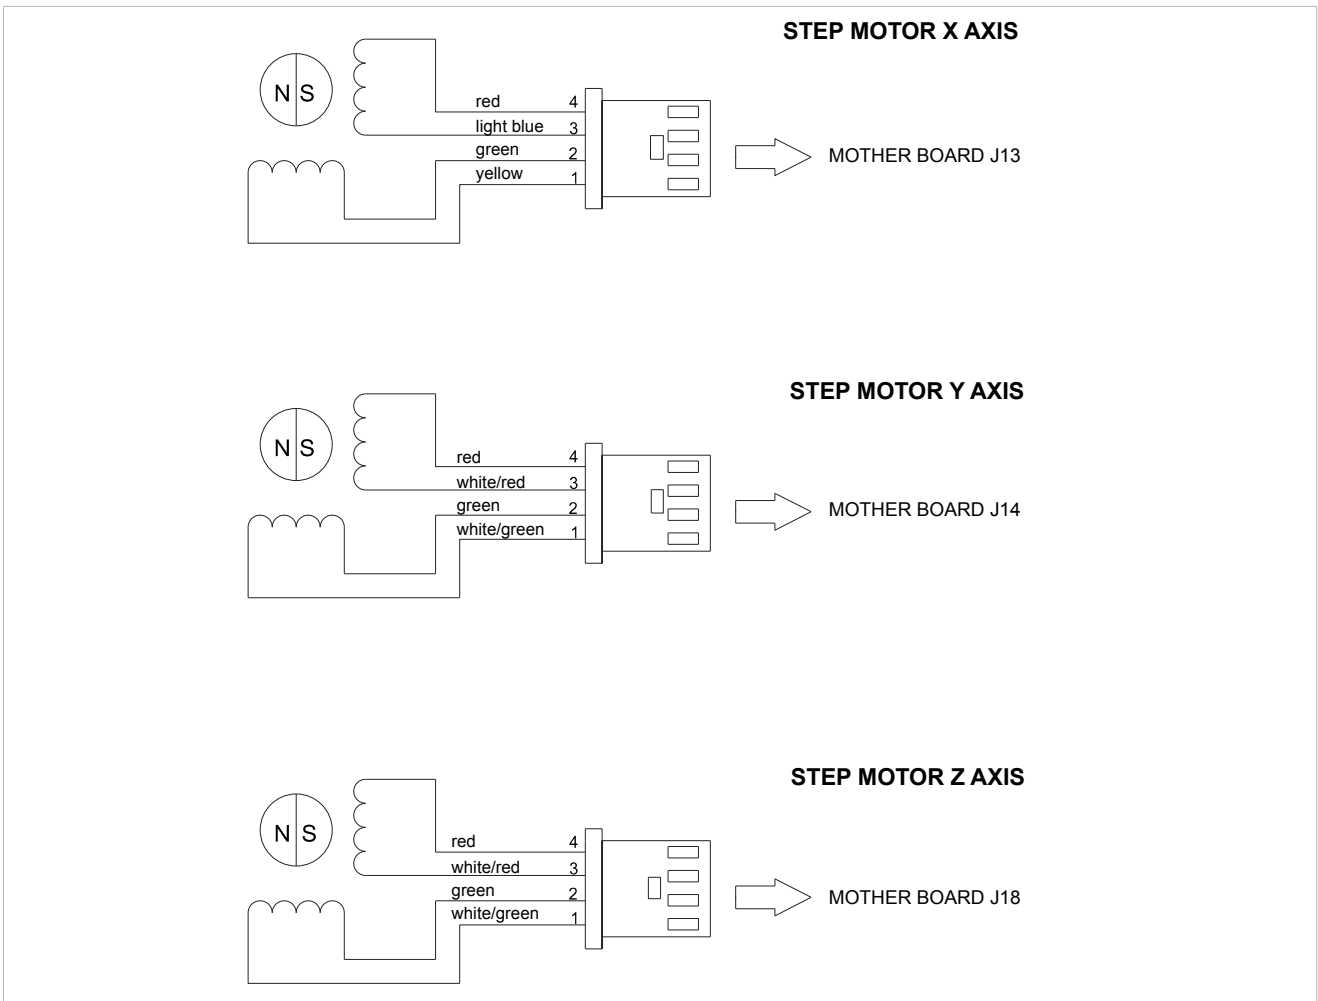 STEP MOTOR X AXIS
N S
red 4
light blue 3
green 2
yellow 1
MOTHER BOARD J13
STEP MOTOR Y AXIS
N S
red 4
white/red 3
green 2
white/green 1
MOTHER BOARD J14
STEP MOTOR Z AXIS
N S
red 4
white/red 3
green 2
white/green 1
MOTHER BOARD J18